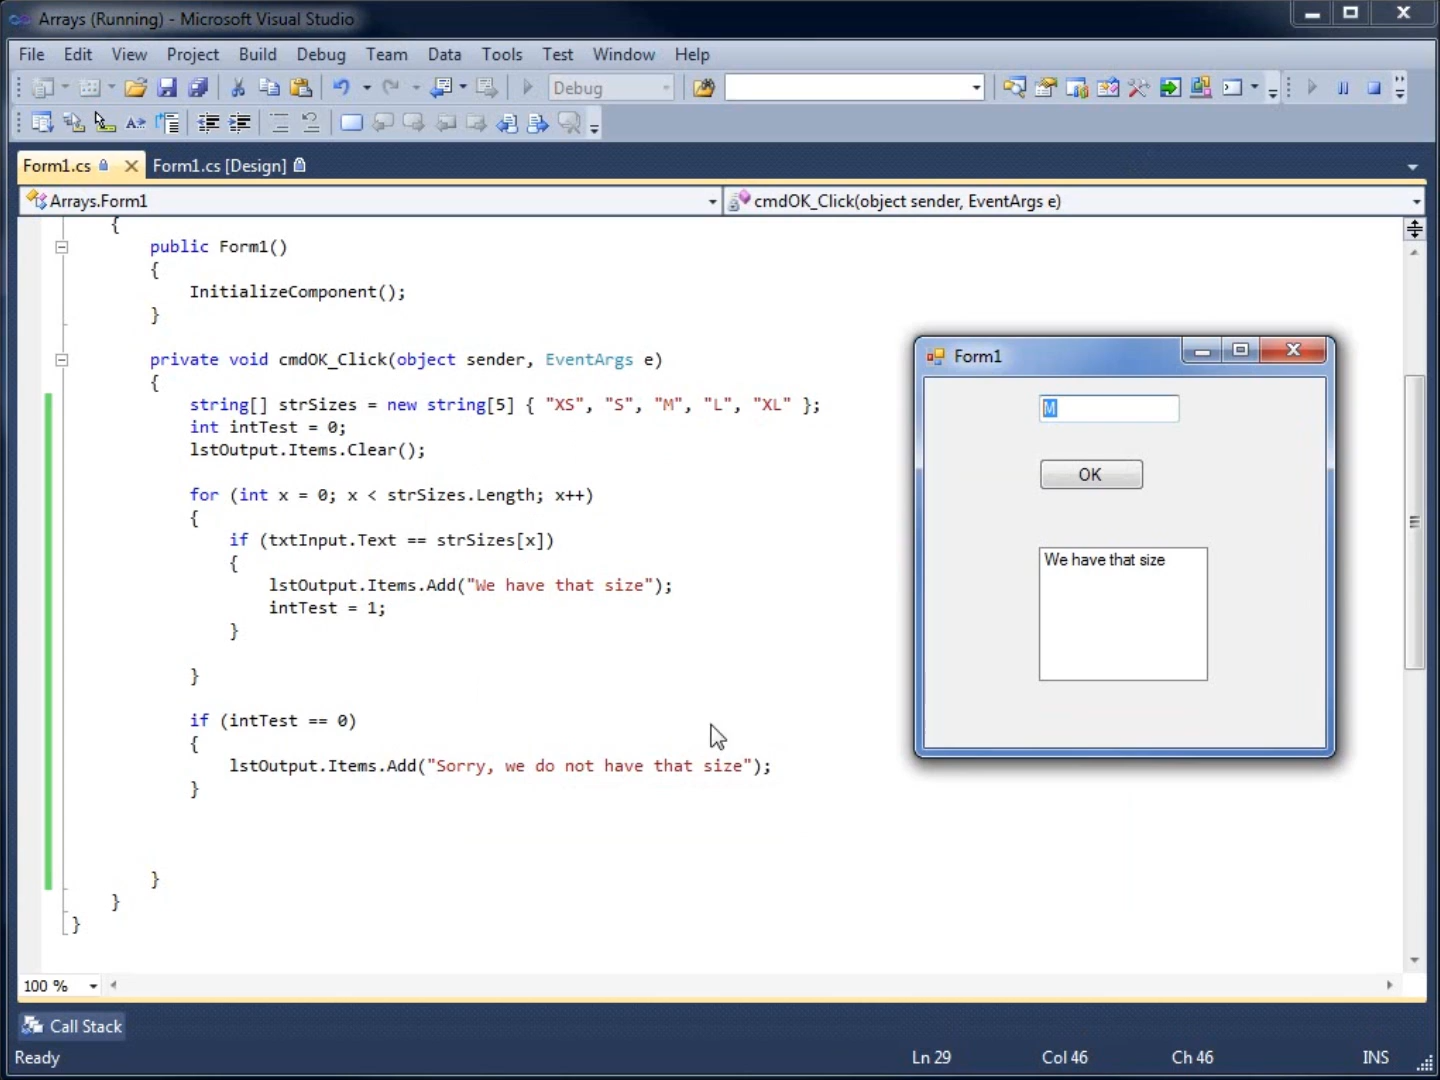 Arrays (Running) - Microsoft Visual Studio
File Edit View Project Build Debug Team Data Tools Test Window Help
Debug
Form1.cs Form1.cs [Design]
Arrays.Form1 cmdOK_Click(object sender, EventArgs e)
{
public Form1()
{
InitializeComponent();
}
private void cmdOK_Click(object sender, EventArgs e)
{
string[] strSizes = new string[5] { "XS", "S", "M", "L", "XL" };
int intTest = 0;
lstOutput.Items.Clear();
for (int x = 0; x < strSizes.Length; x++)
{
if (txtInput.Text == strSizes[x])
{
lstOutput.Items.Add("We have that size");
intTest = 1;
}
}
if (intTest == 0)
{
lstOutput.Items.Add("Sorry, we do not have that size");
}
}
}
}
Form1
M
OK
We have that size
100 %
Call Stack
Ready Ln 29 Col 46 Ch 46 INS